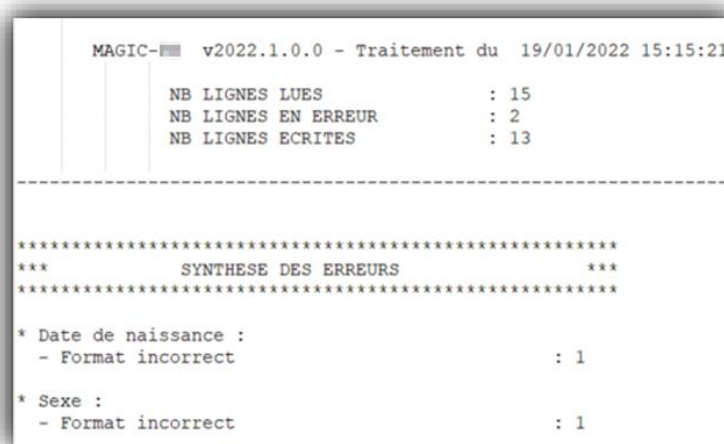 MAGIC- v2022.1.0.0 - Traitement du 19/01/2022 15:15:21
NB LIGNES LUES : 15
NB LIGNES EN ERREUR : 2
NB LIGNES ECRITES : 13
--------------------------------------------------------------------
*******************************************************
*** SYNTHESE DES ERREURS ***
*******************************************************
* Date de naissance :
- Format incorrect : 1
* Sexe :
- Format incorrect : 1